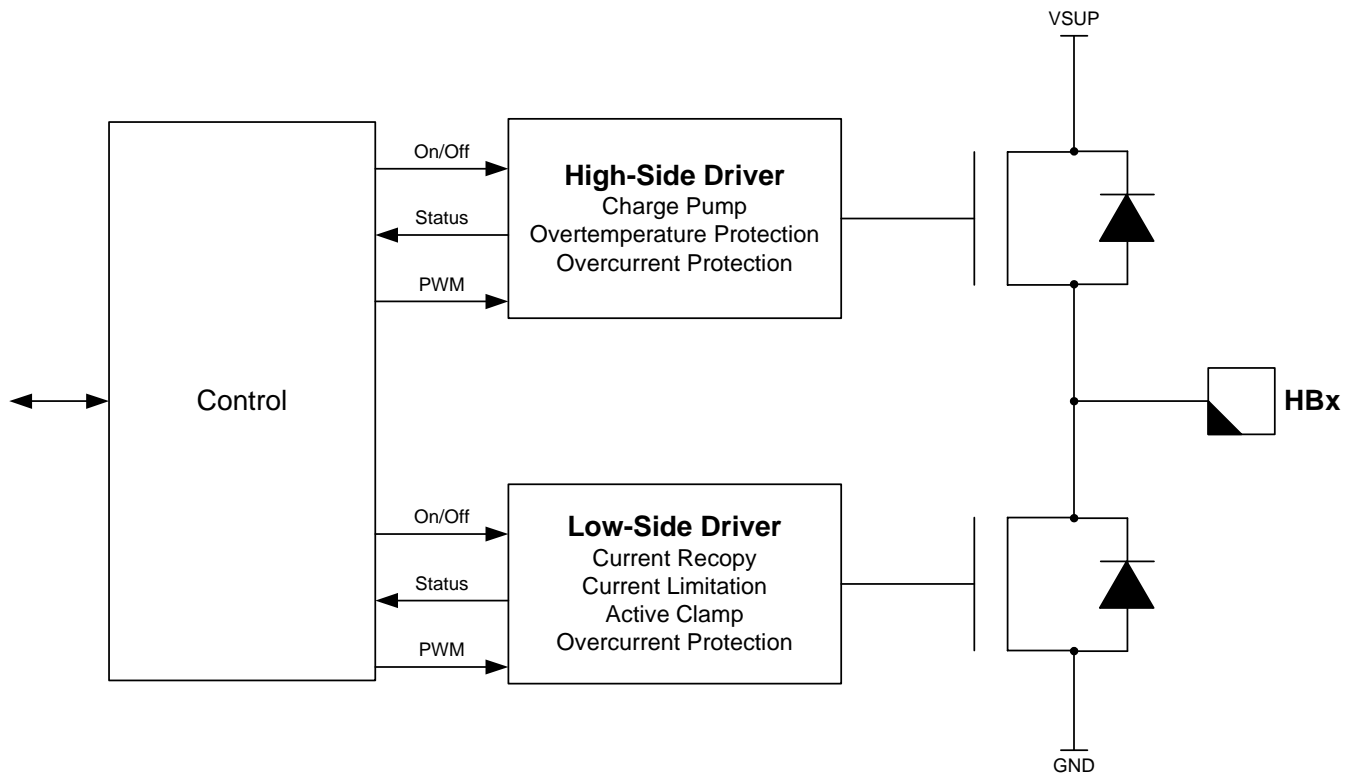 VSUP
On/Off
Status
PWM
High-Side Driver
Charge Pump
Overtemperature Protection
Overcurrent Protection
Control
HBx
On/Off
Status
PWM
Low-Side Driver
Current Recopy
Current Limitation
Active Clamp
Overcurrent Protection
GND